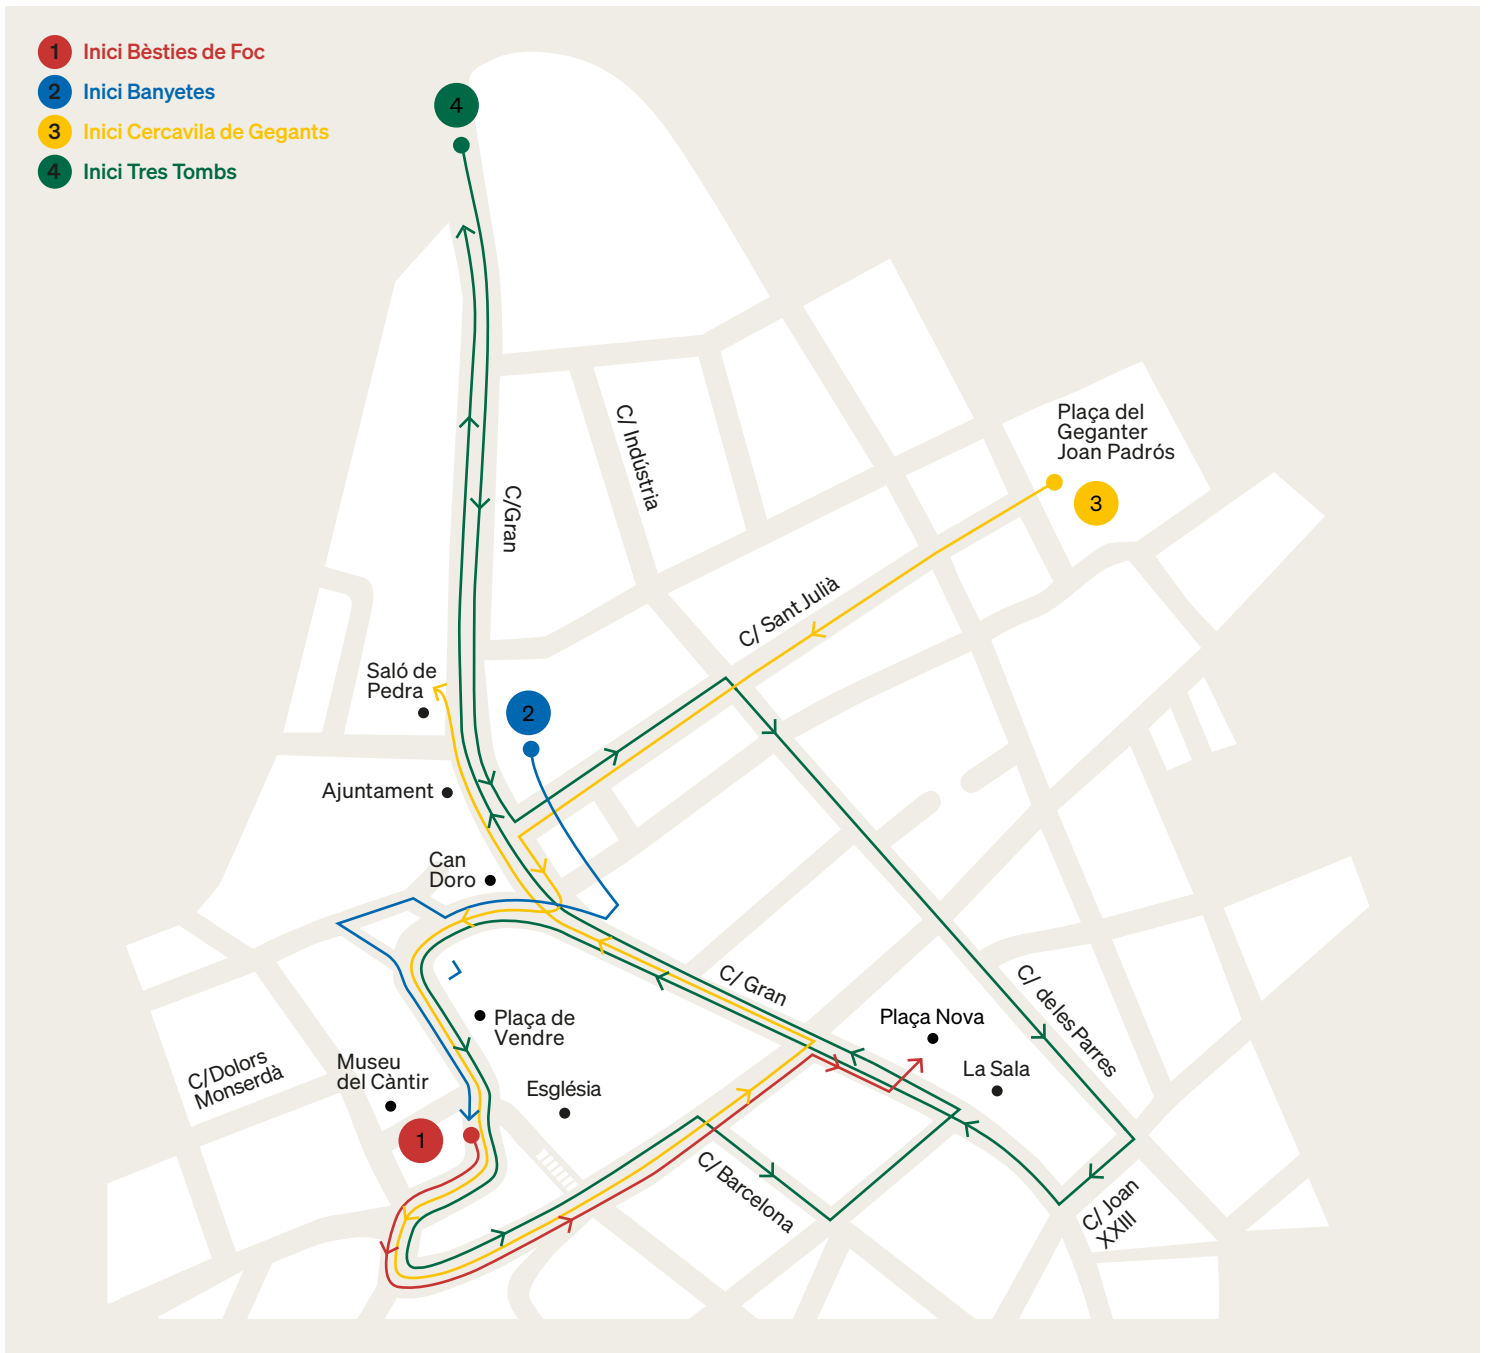 1 Inici Bèsties de Foc
2 Inici Banyetes
3 Inici Cercavila de Gegants
4 Inici Tres Tombs
4
C/ Indústria
Plaça del
Geganter
Joan Padrós
3
C/Gran
C/ Sant Julià
Saló de
Pedra
2
Ajuntament
Can
Doro
C/ Gran
C/ de les Parres
Plaça Nova
La Sala
Plaça de
Vendre
C/Dolors
Monserdà
Museu
del Càntir
Església
1
C/ Barcelona
C/ Joan
XXIII